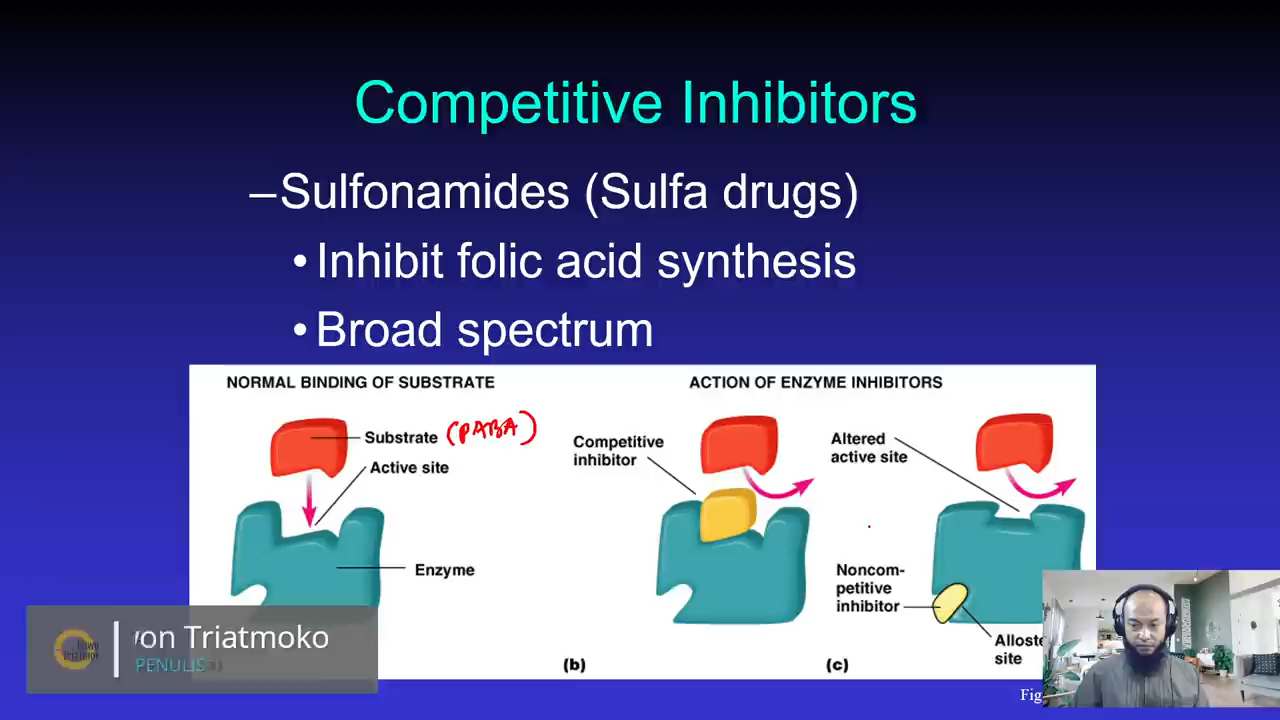 Competitive Inhibitors
–Sulfonamides (Sulfa drugs)
•Inhibit folic acid synthesis
•Broad spectrum
NORMAL BINDING OF SUBSTRATE
Substrate (PABA)
Active site
Enzyme
ACTION OF ENZYME INHIBITORS
Competitive
inhibitor
(b)
Altered
active site
Noncom-
petitive
inhibitor
Alloste
site
(c)
Fig
on Triatmoko
PENULIS